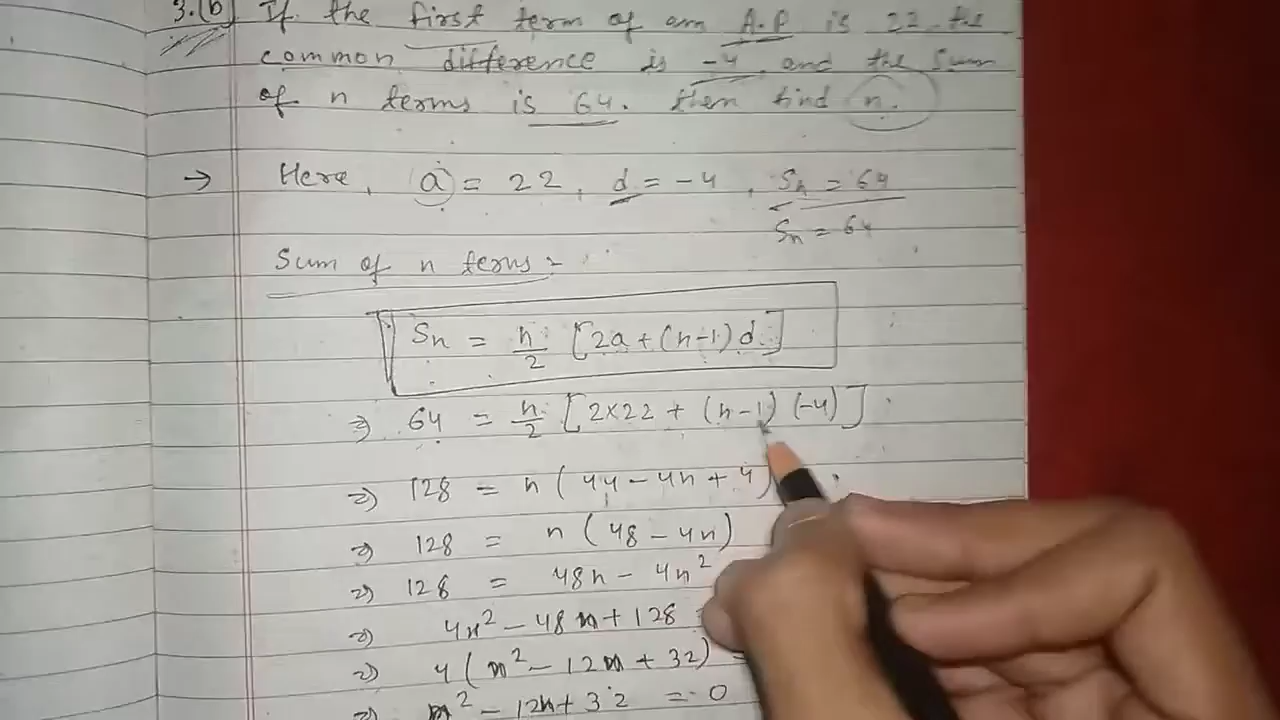 3.(b) If the first term of an A.P is 22 the
common difference is -4 and the sum
of n terms is 64. then find n.
→ Here, a = 22, d = -4, Sn = 64
Sn = 64
Sum of n terms:-
Sn = n/2 [2a + (n-1) d]
⇒ 64 = n/2 [2×22 + (n-1) (-4)]
⇒ 128 = n (44 - 4n + 4)
⇒ 128 = n (48 - 4n)
⇒ 128 = 48n - 4n²
⇒ 4n² - 48n + 128
⇒ 4 (n² - 12n + 32) =
⇒ n² - 12n + 32 = 0